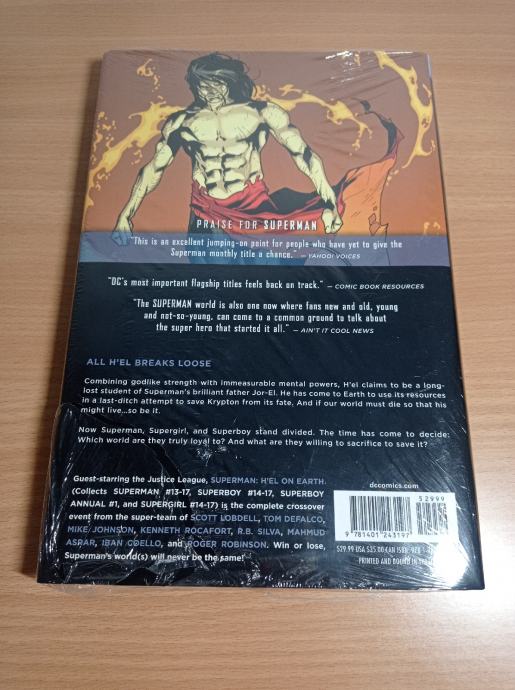 PRAISE FOR SUPERMAN
"This is an excellent jumping-on point for people who have yet to give the
Superman monthly title a chance." — YAHOO! VOICES
"DC's most important flagship titles feels back on track." — COMIC BOOK RESOURCES
"The SUPERMAN world is also one now where fans new and old, young
and not-so-young, can come to a common ground to talk about
the super hero that started it all." — AIN'T IT COOL NEWS
ALL H'EL BREAKS LOOSE
Combining godlike strength with immeasurable mental powers, H'el claims to be a long-
lost student of Superman's brilliant father Jor-El. He has come to Earth to use its resources
in a last-ditch attempt to save Krypton from its fate. And if our world must die so that his
might live...so be it.
Now Superman, Supergirl, and Superboy stand divided. The time has come to decide:
Which world are they truly loyal to? And what are they willing to sacrifice to save it?
Guest-starring the Justice League, SUPERMAN: H'EL ON EARTH
(Collects SUPERMAN #13-17, SUPERBOY #14-17, SUPERBOY
ANNUAL #1, and SUPERGIRL #14-17) is the complete crossover
event from the super-team of SCOTT LOBDELL, TOM DEFALCO,
MIKE JOHNSON, KENNETH ROCAFORT, R.B. SILVA, MAHMUD
ASRAR, IBAN COELLO, and ROGER ROBINSON. Win or lose,
Superman's world(s) will never be the same!
dccomics.com
52999
9 781401 243197
$29.99 USA $35.00 CAN ISBN:
PRINTED AND BOUND IN